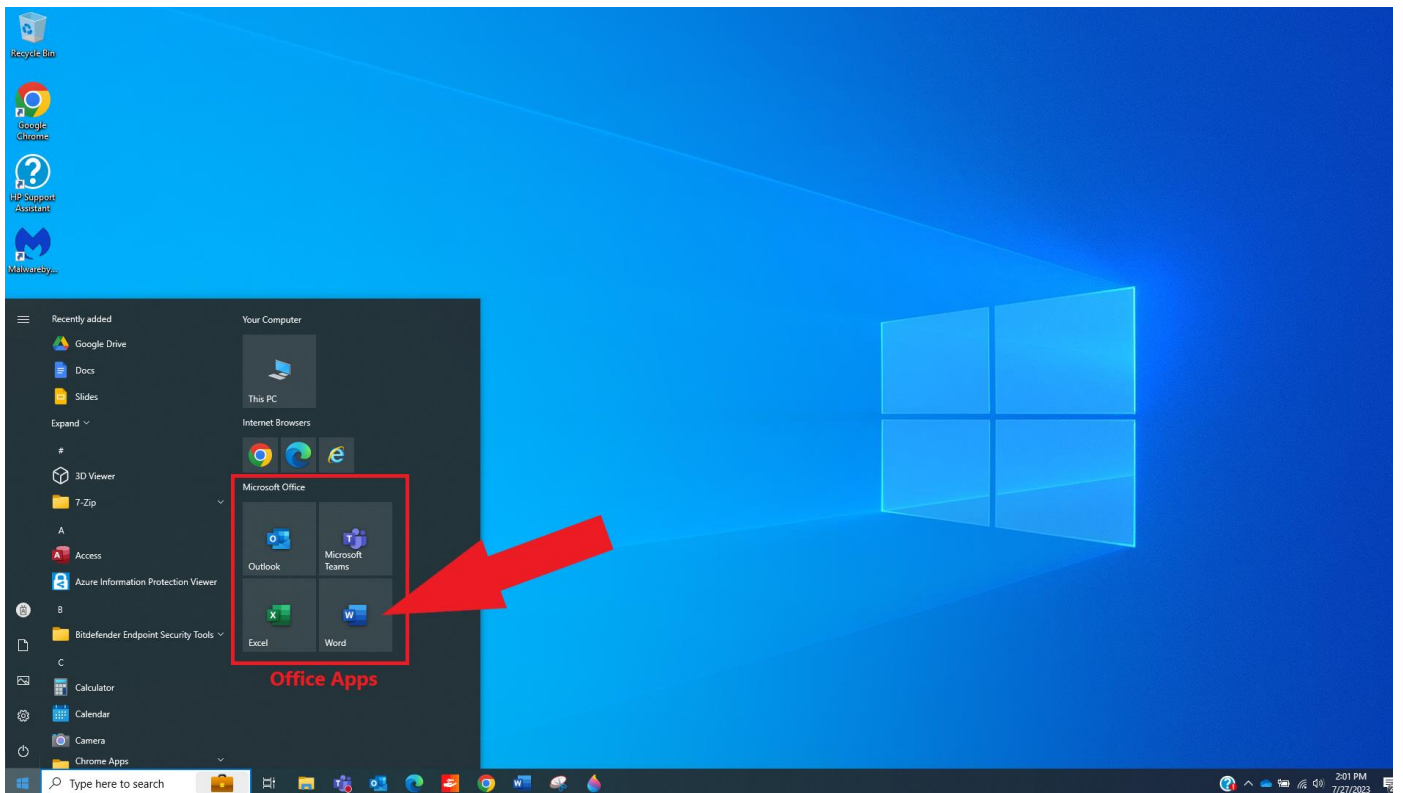 Recycle Bin
Google
Chrome
HP Support
Assistant
Malwareby...
Recently added
Google Drive
Docs
Slides
Expand
#
3D Viewer
7-Zip
A
Access
Azure Information Protection Viewer
B
Bitdefender Endpoint Security Tools
C
Calculator
Calendar
Camera
Chrome Apps
Your Computer
This PC
Internet Browsers
Microsoft Office
Outlook
Microsoft
Teams
Excel
Word
Office Apps
Type here to search
2:01 PM
7/27/2023